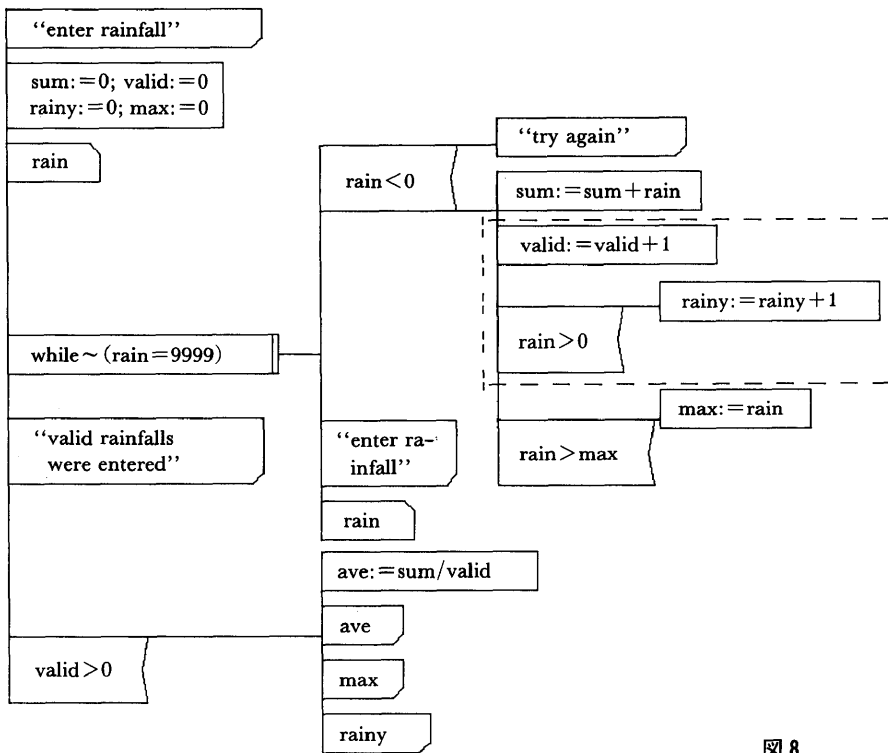 “enter rainfall”
sum:=0; valid:=0
rainy:=0; max:=0
rain
while~(rain=9999)
rain<0
“try again”
sum:=sum+rain
valid:=valid+1
rain>0
rainy:=rainy+1
rain>max
max:=rain
“enter ra-
infall”
rain
“valid rainfalls
were entered”
valid>0
ave:=sum/valid
ave
max
rainy
図8